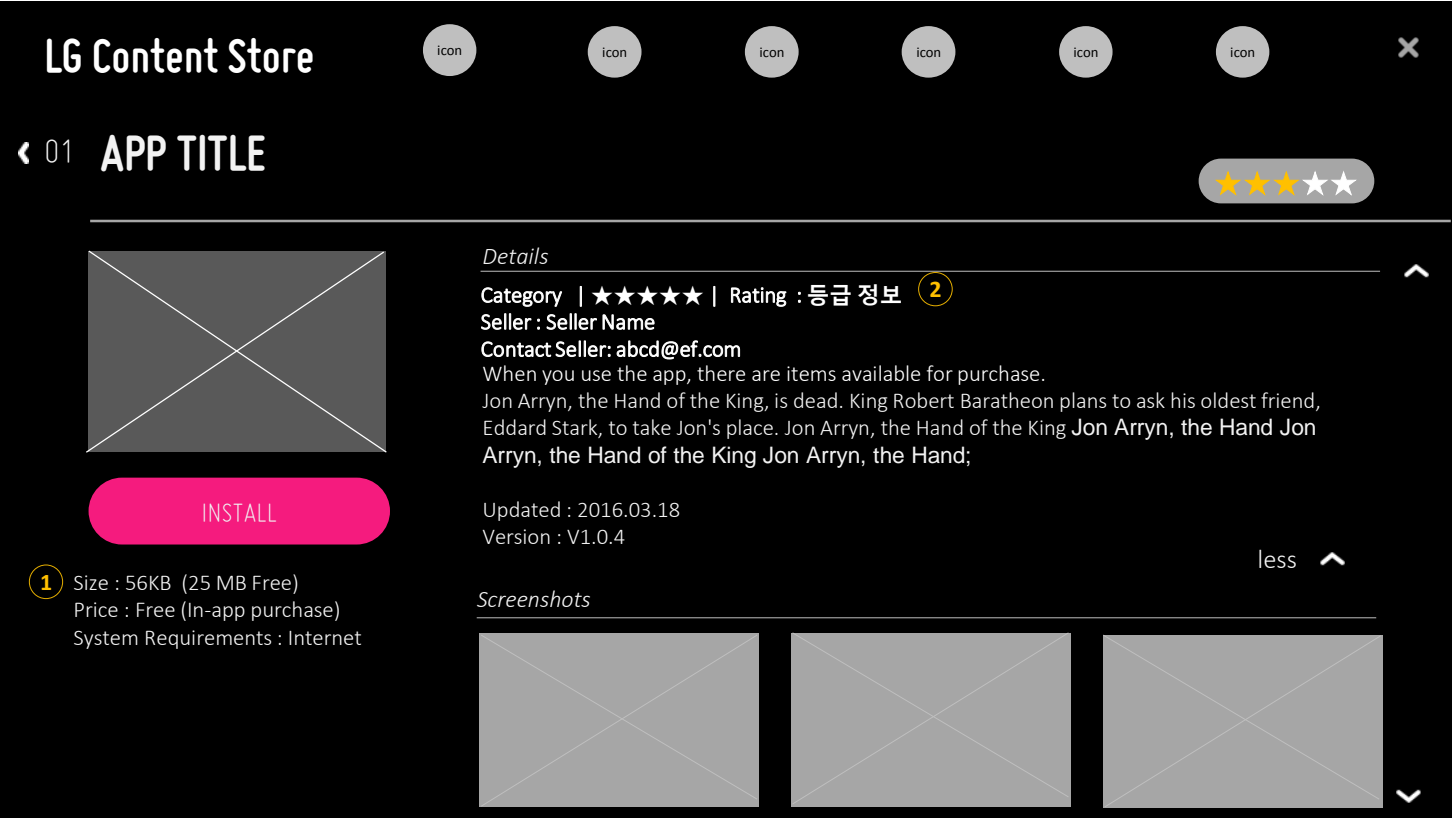 LG Content Store
icon icon icon icon icon icon
01 APP TITLE
Details
Category | ★★★★★ | Rating : 등급 정보 2
Seller : Seller Name
Contact Seller: abcd@ef.com
When you use the app, there are items available for purchase.
Jon Arryn, the Hand of the King, is dead. King Robert Baratheon plans to ask his oldest friend,
Eddard Stark, to take Jon's place. Jon Arryn, the Hand of the King Jon Arryn, the Hand Jon
Arryn, the Hand of the King Jon Arryn, the Hand;
Updated : 2016.03.18
Version : V1.0.4
less
INSTALL
1 Size : 56KB (25 MB Free)
Price : Free (In-app purchase)
System Requirements : Internet
Screenshots